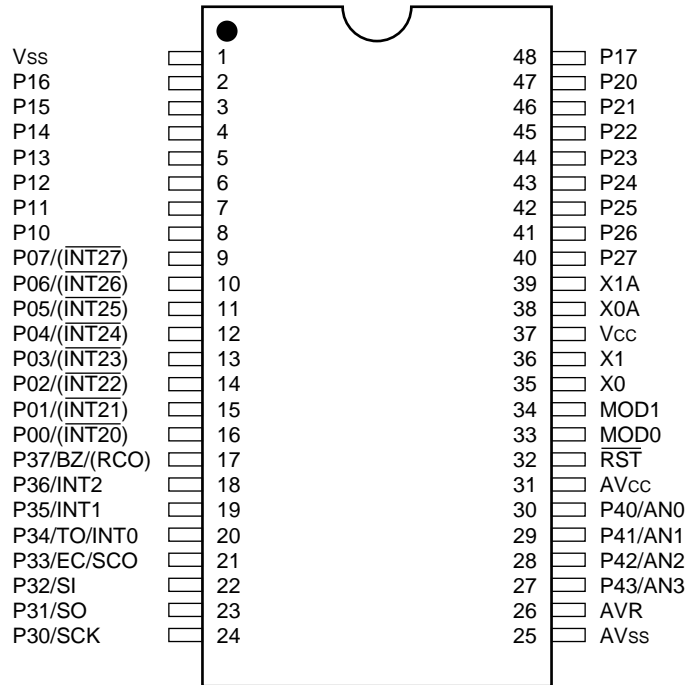 Vss 1 48 P17
P16 2 47 P20
P15 3 46 P21
P14 4 45 P22
P13 5 44 P23
P12 6 43 P24
P11 7 42 P25
P10 8 41 P26
P07/(INT27) 9 40 P27
P06/(INT26) 10 39 X1A
P05/(INT25) 11 38 X0A
P04/(INT24) 12 37 Vcc
P03/(INT23) 13 36 X1
P02/(INT22) 14 35 X0
P01/(INT21) 15 34 MOD1
P00/(INT20) 16 33 MOD0
P37/BZ/(RCO) 17 32 RST
P36/INT2 18 31 AVcc
P35/INT1 19 30 P40/AN0
P34/TO/INT0 20 29 P41/AN1
P33/EC/SCO 21 28 P42/AN2
P32/SI 22 27 P43/AN3
P31/SO 23 26 AVR
P30/SCK 24 25 AVss